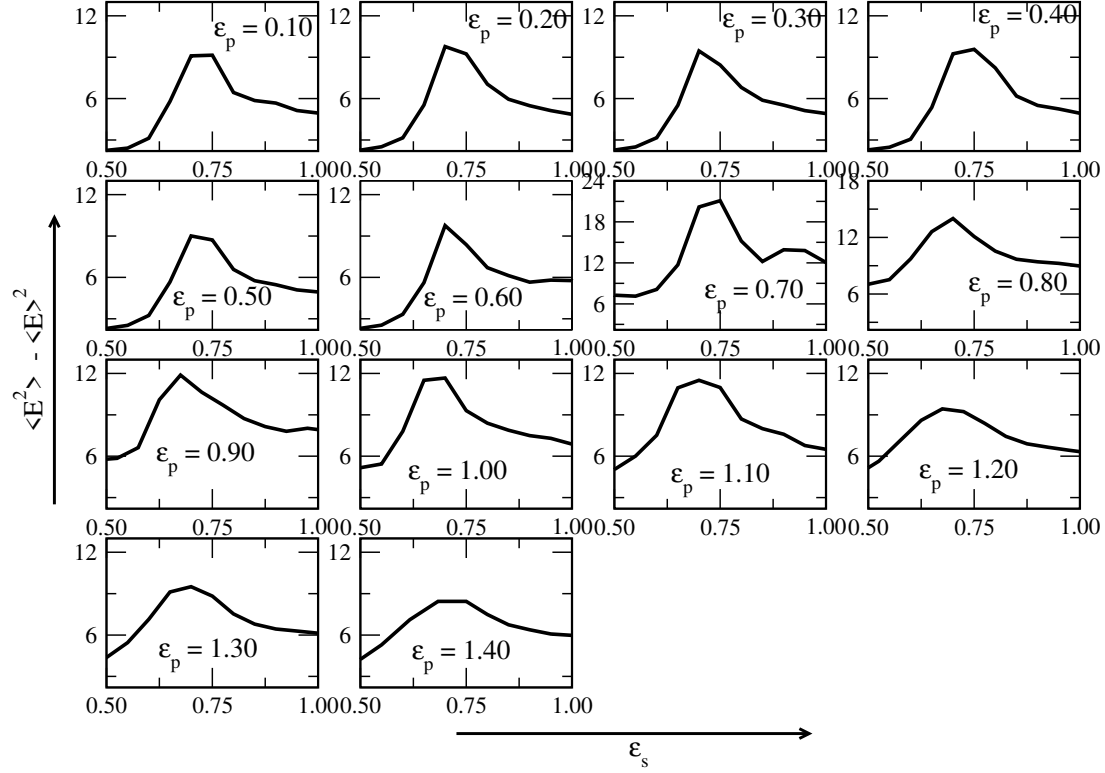 ε_p = 0.10
ε_p = 0.20
ε_p = 0.30
ε_p = 0.40
12 6 12 6 12 6 12 6
0.50 0.75 1.00 0.50 0.75 1.00 0.50 0.75 1.00 0.50 0.75 1.00
ε_p = 0.50
ε_p = 0.60
ε_p = 0.70
ε_p = 0.80
12 6 12 6 24 18 12 6 18 12 6
0.50 0.75 1.00 0.50 0.75 1.00 0.50 0.75 1.00 0.50 0.75 1.00
<E²> - <E>²
ε_p = 0.90
ε_p = 1.00
ε_p = 1.10
ε_p = 1.20
12 6 12 6 12 6 12 6
0.50 0.75 1.00 0.50 0.75 1.00 0.50 0.75 1.00 0.50 0.75 1.00
ε_p = 1.30
ε_p = 1.40
12 6 12 6
0.50 0.75 1.00 0.50 0.75 1.00
ε_s